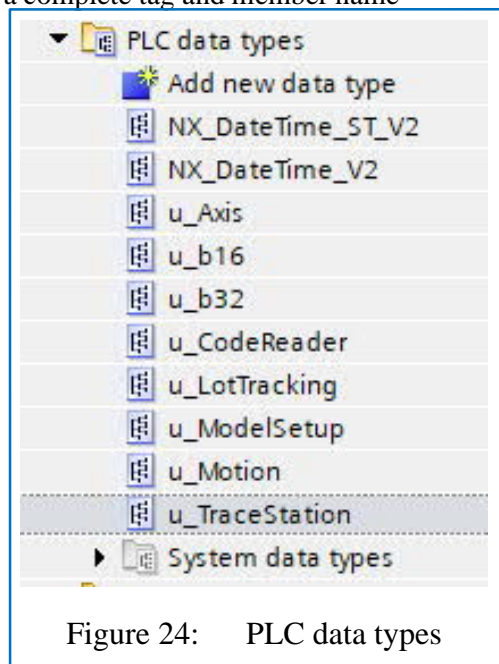 a complete tag and member name
PLC data types
Add new data type
NX_DateTime_ST_V2
NX_DateTime_V2
u_Axis
u_b16
u_b32
u_CodeReader
u_LotTracking
u_ModelSetup
u_Motion
u_TraceStation
System data types
Figure 24: PLC data types